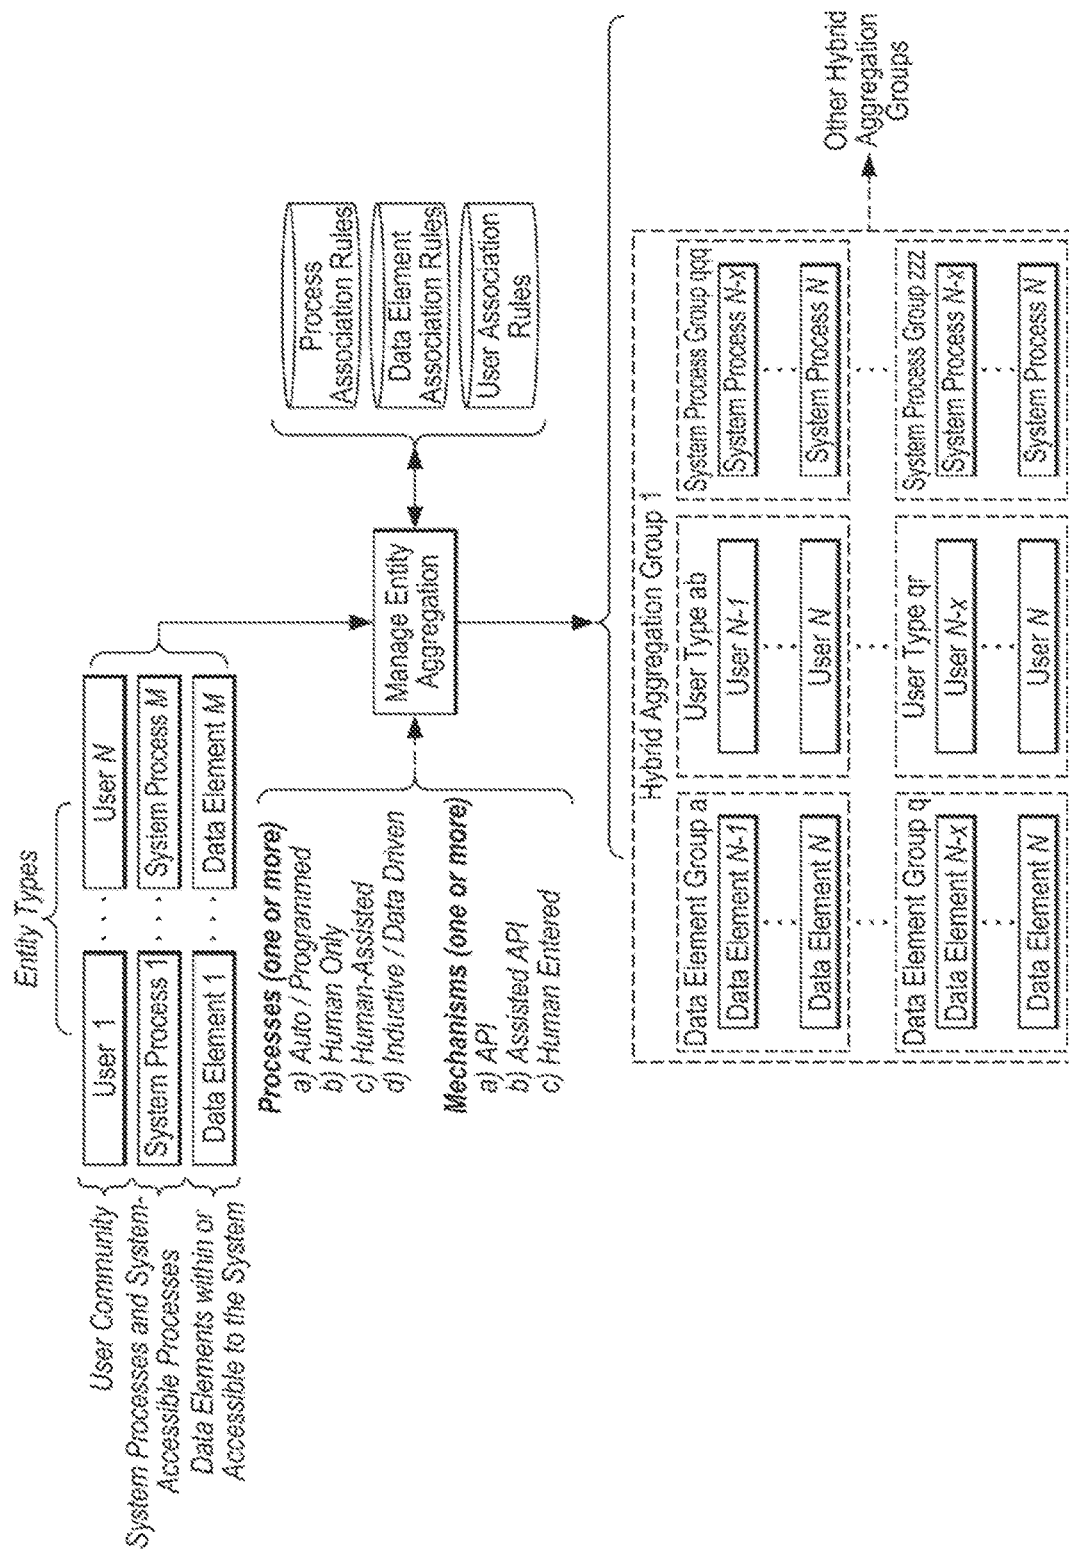 Entity Types
User Community
User 1
. . .
User N
System Processes and System-
Accessible Processes
System Process 1
. . .
System Process M
Data Elements within or
Accessible to the System
Data Element 1
. . .
Data Element M
Processes (one or more)
a) Auto / Programmed
b) Human Only
c) Human-Assisted
d) Inductive / Data Driven
Mechanisms (one or more)
a) API
b) Assisted API
c) Human Entered
Manage Entity
Aggregation
Process
Association Rules
Data Element
Association Rules
User Association
Rules
Hybrid Aggregation Group 1
Data Element Group a
Data Element N-1
Data Element N
User Type ab
User N-1
User N
System Process Group qqq
System Process N-x
System Process N
Data Element Group q
Data Element N-x
Data Element N
User Type qr
User N-x
User N
System Process Group zzz
System Process N-x
System Process N
Other Hybrid
Aggregation
Groups